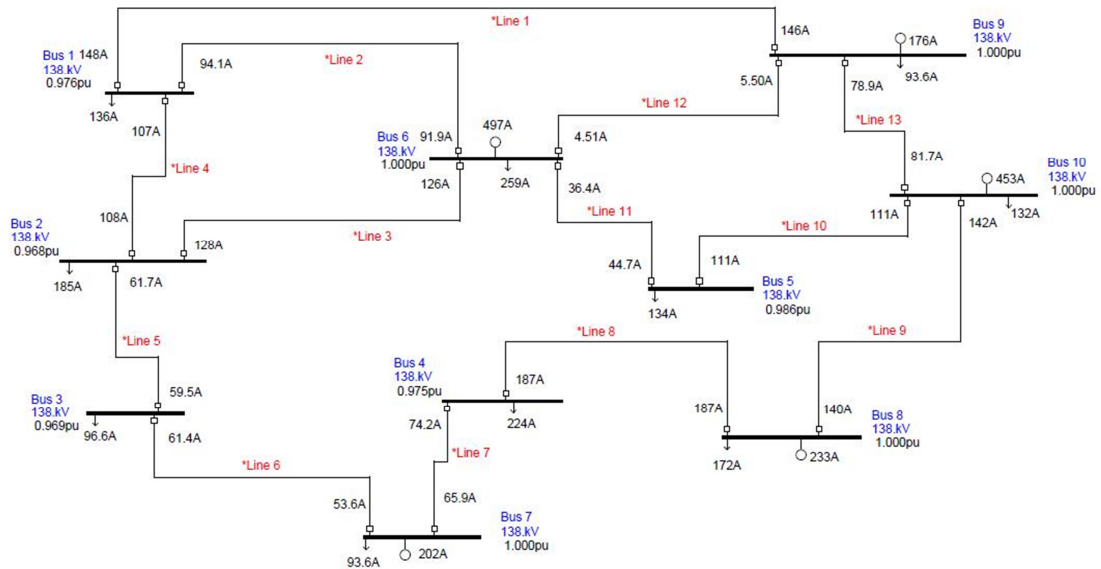 *Line 1
Bus 9
138.kV
1.000pu
146A
176A
93.6A
Bus 1
138.kV
0.976pu
148A
94.1A
*Line 2
5.50A
78.9A
136A
107A
*Line 12
*Line 13
Bus 6
138.kV
1.000pu
91.9A
497A
4.51A
81.7A
Bus 10
138.kV
1.000pu
*Line 4
126A
259A
36.4A
453A
111A
142A
132A
108A
*Line 11
*Line 10
Bus 2
138.kV
0.968pu
128A
*Line 3
44.7A
111A
185A
61.7A
Bus 5
138.kV
0.986pu
134A
*Line 5
*Line 8
*Line 9
Bus 4
138.kV
0.975pu
187A
Bus 3
138.kV
0.969pu
59.5A
96.6A
61.4A
74.2A
224A
187A
140A
Bus 8
138.kV
1.000pu
172A
233A
*Line 6
*Line 7
53.6A
65.9A
Bus 7
138.kV
1.000pu
93.6A
202A